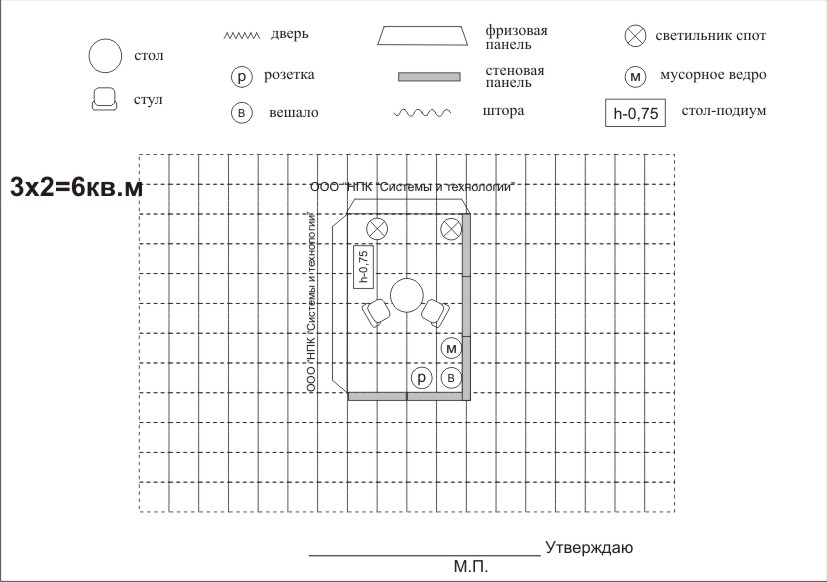 стол
стул
дверь
р розетка
в вешало
фризовая
панель
стеновая
панель
штора
светильник спот
м мусорное ведро
h-0,75 стол-подиум
3х2=6кв.м
ООО "НПК "Системы и технологии"
ООО "НПК "Системы и технологии"
h-0,75
м
р в
Утверждаю
М.П.